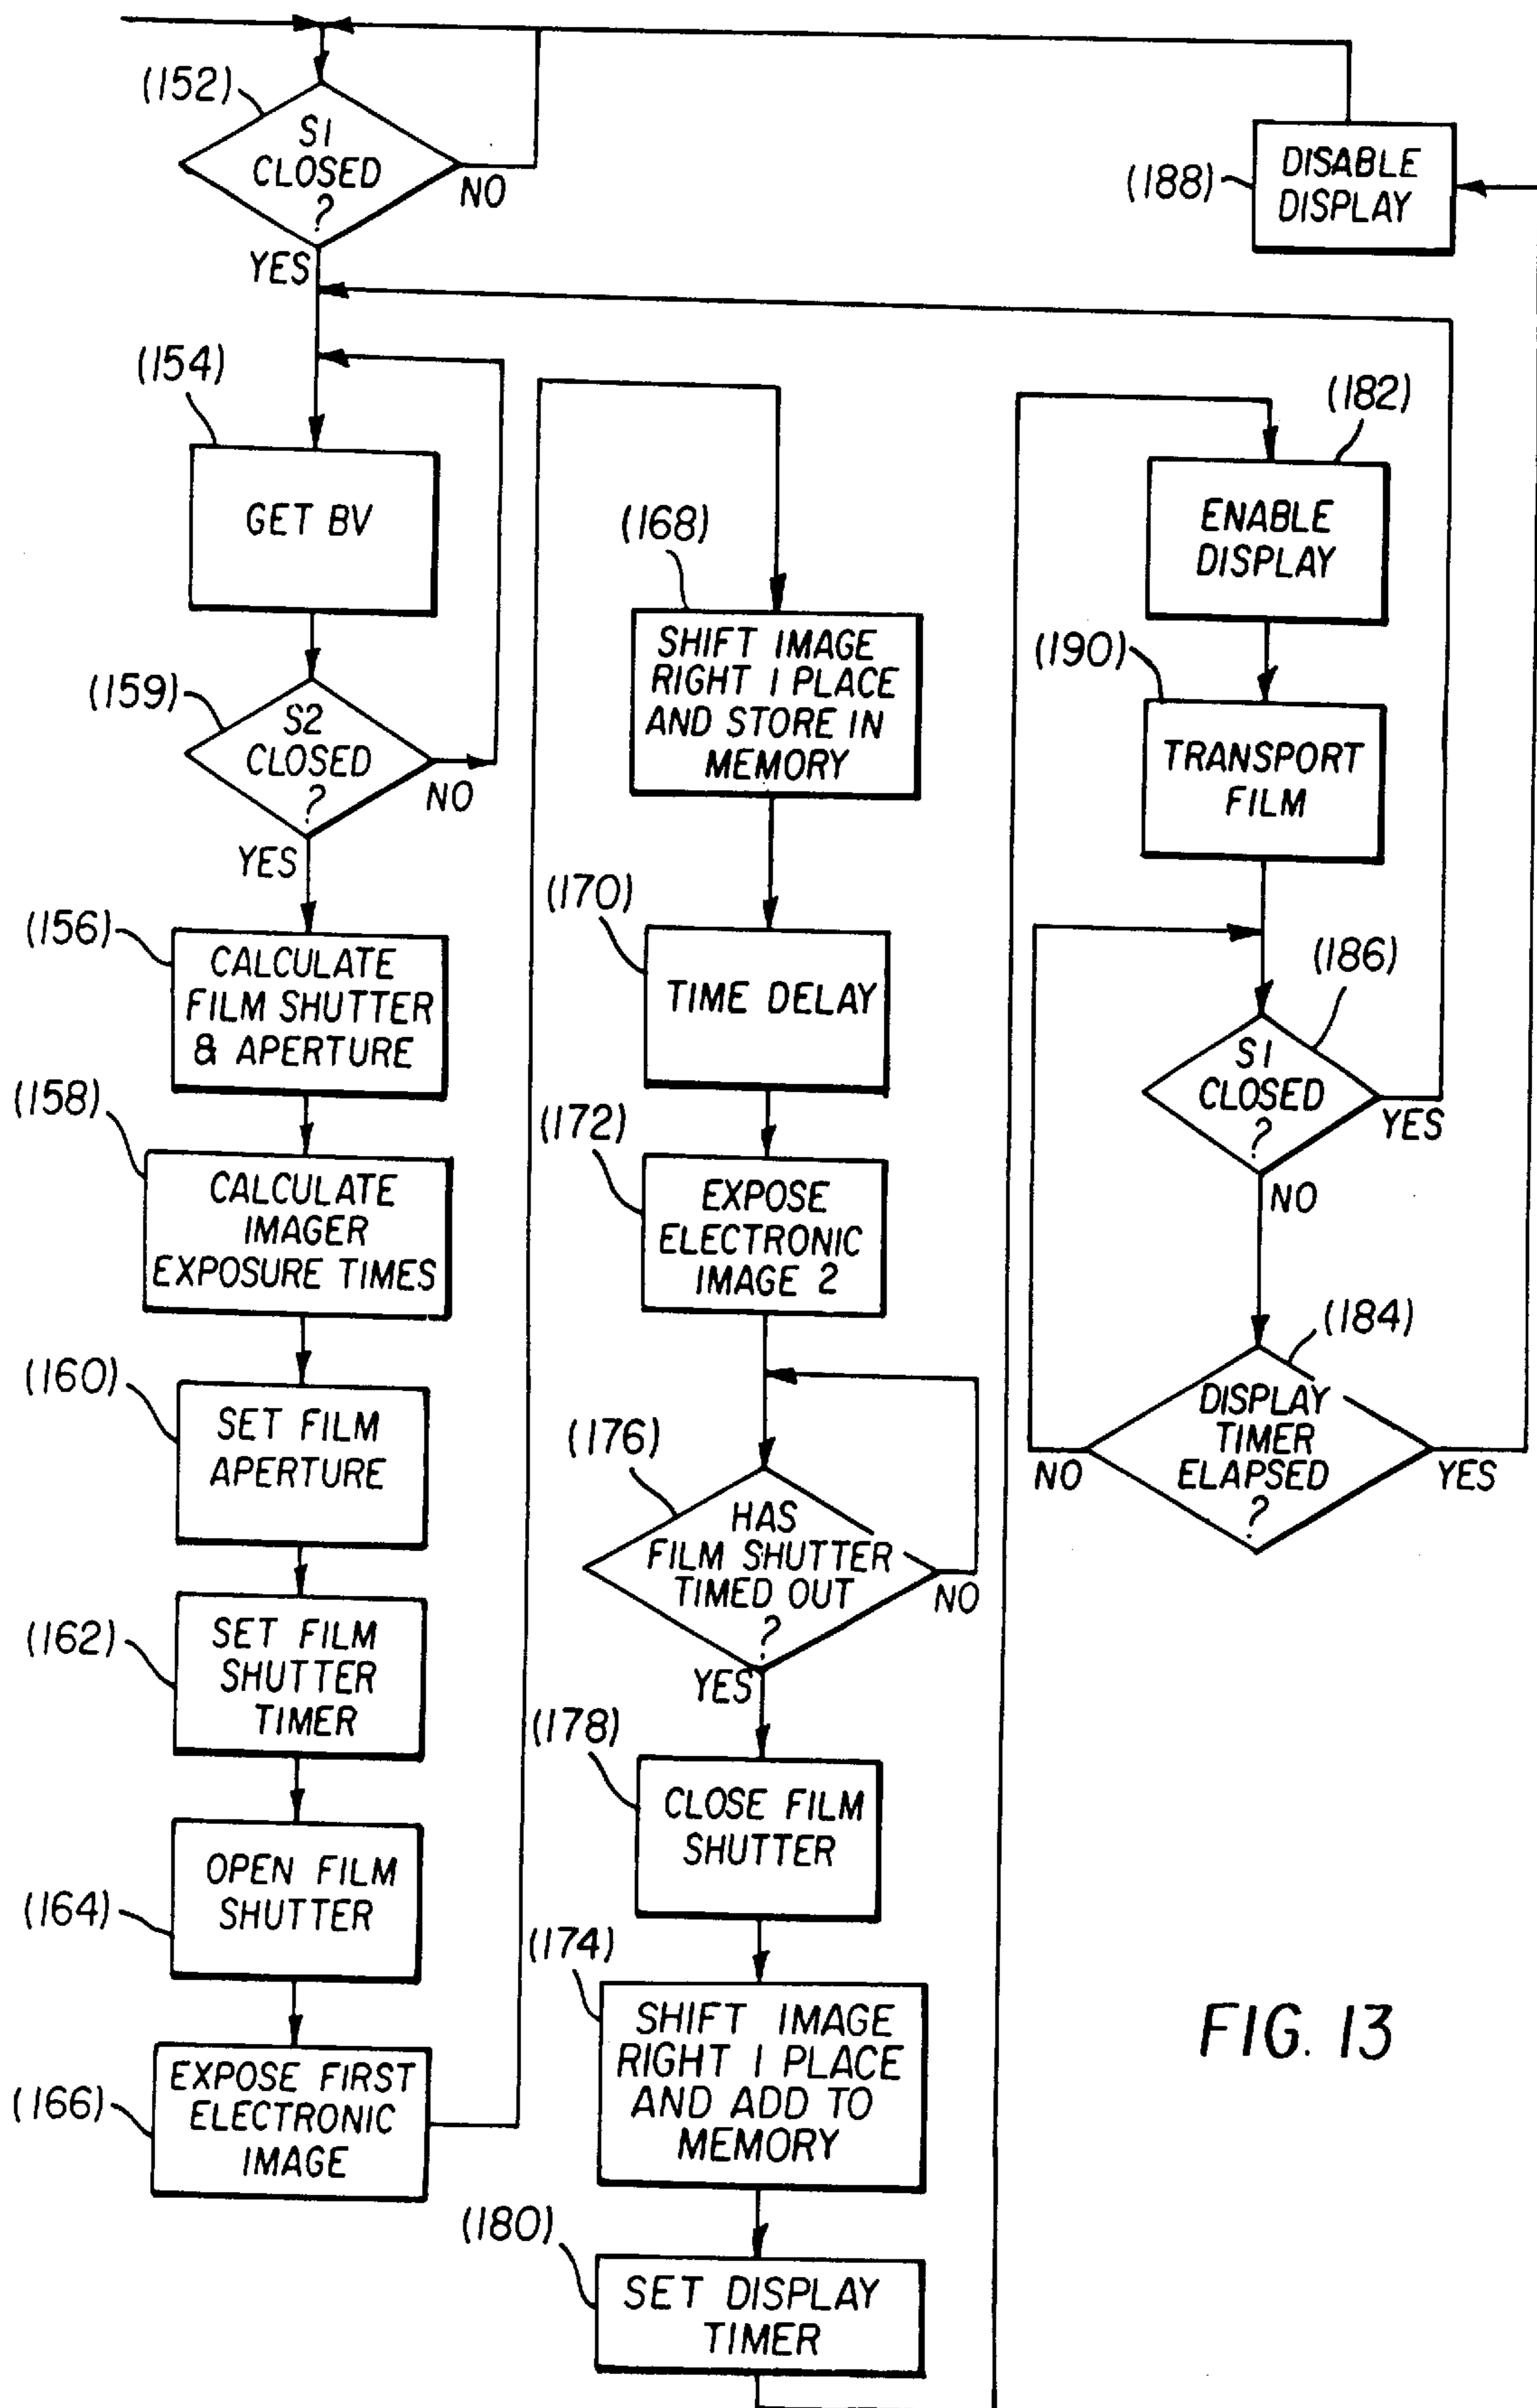 (152)
S1
CLOSED
?
NO
YES
(154)
GET BV
(159)
S2
CLOSED
?
NO
YES
(156)
CALCULATE
FILM SHUTTER
& APERTURE
(158)
CALCULATE
IMAGER
EXPOSURE TIMES
(160)
SET FILM
APERTURE
(162)
SET FILM
SHUTTER
TIMER
(164)
OPEN FILM
SHUTTER
(166)
EXPOSE FIRST
ELECTRONIC
IMAGE
(168)
SHIFT IMAGE
RIGHT 1 PLACE
AND STORE IN
MEMORY
(170)
TIME DELAY
(172)
EXPOSE
ELECTRONIC
IMAGE 2
(176)
HAS
FILM SHUTTER
TIMED OUT
?
NO
YES
(178)
CLOSE FILM
SHUTTER
(174)
SHIFT IMAGE
RIGHT 1 PLACE
AND ADD TO
MEMORY
(180)
SET DISPLAY
TIMER
(188)
DISABLE
DISPLAY
(182)
ENABLE
DISPLAY
(190)
TRANSPORT
FILM
(186)
S1
CLOSED
?
YES
NO
(184)
DISPLAY
TIMER
ELAPSED
?
NO
YES
FIG. 13